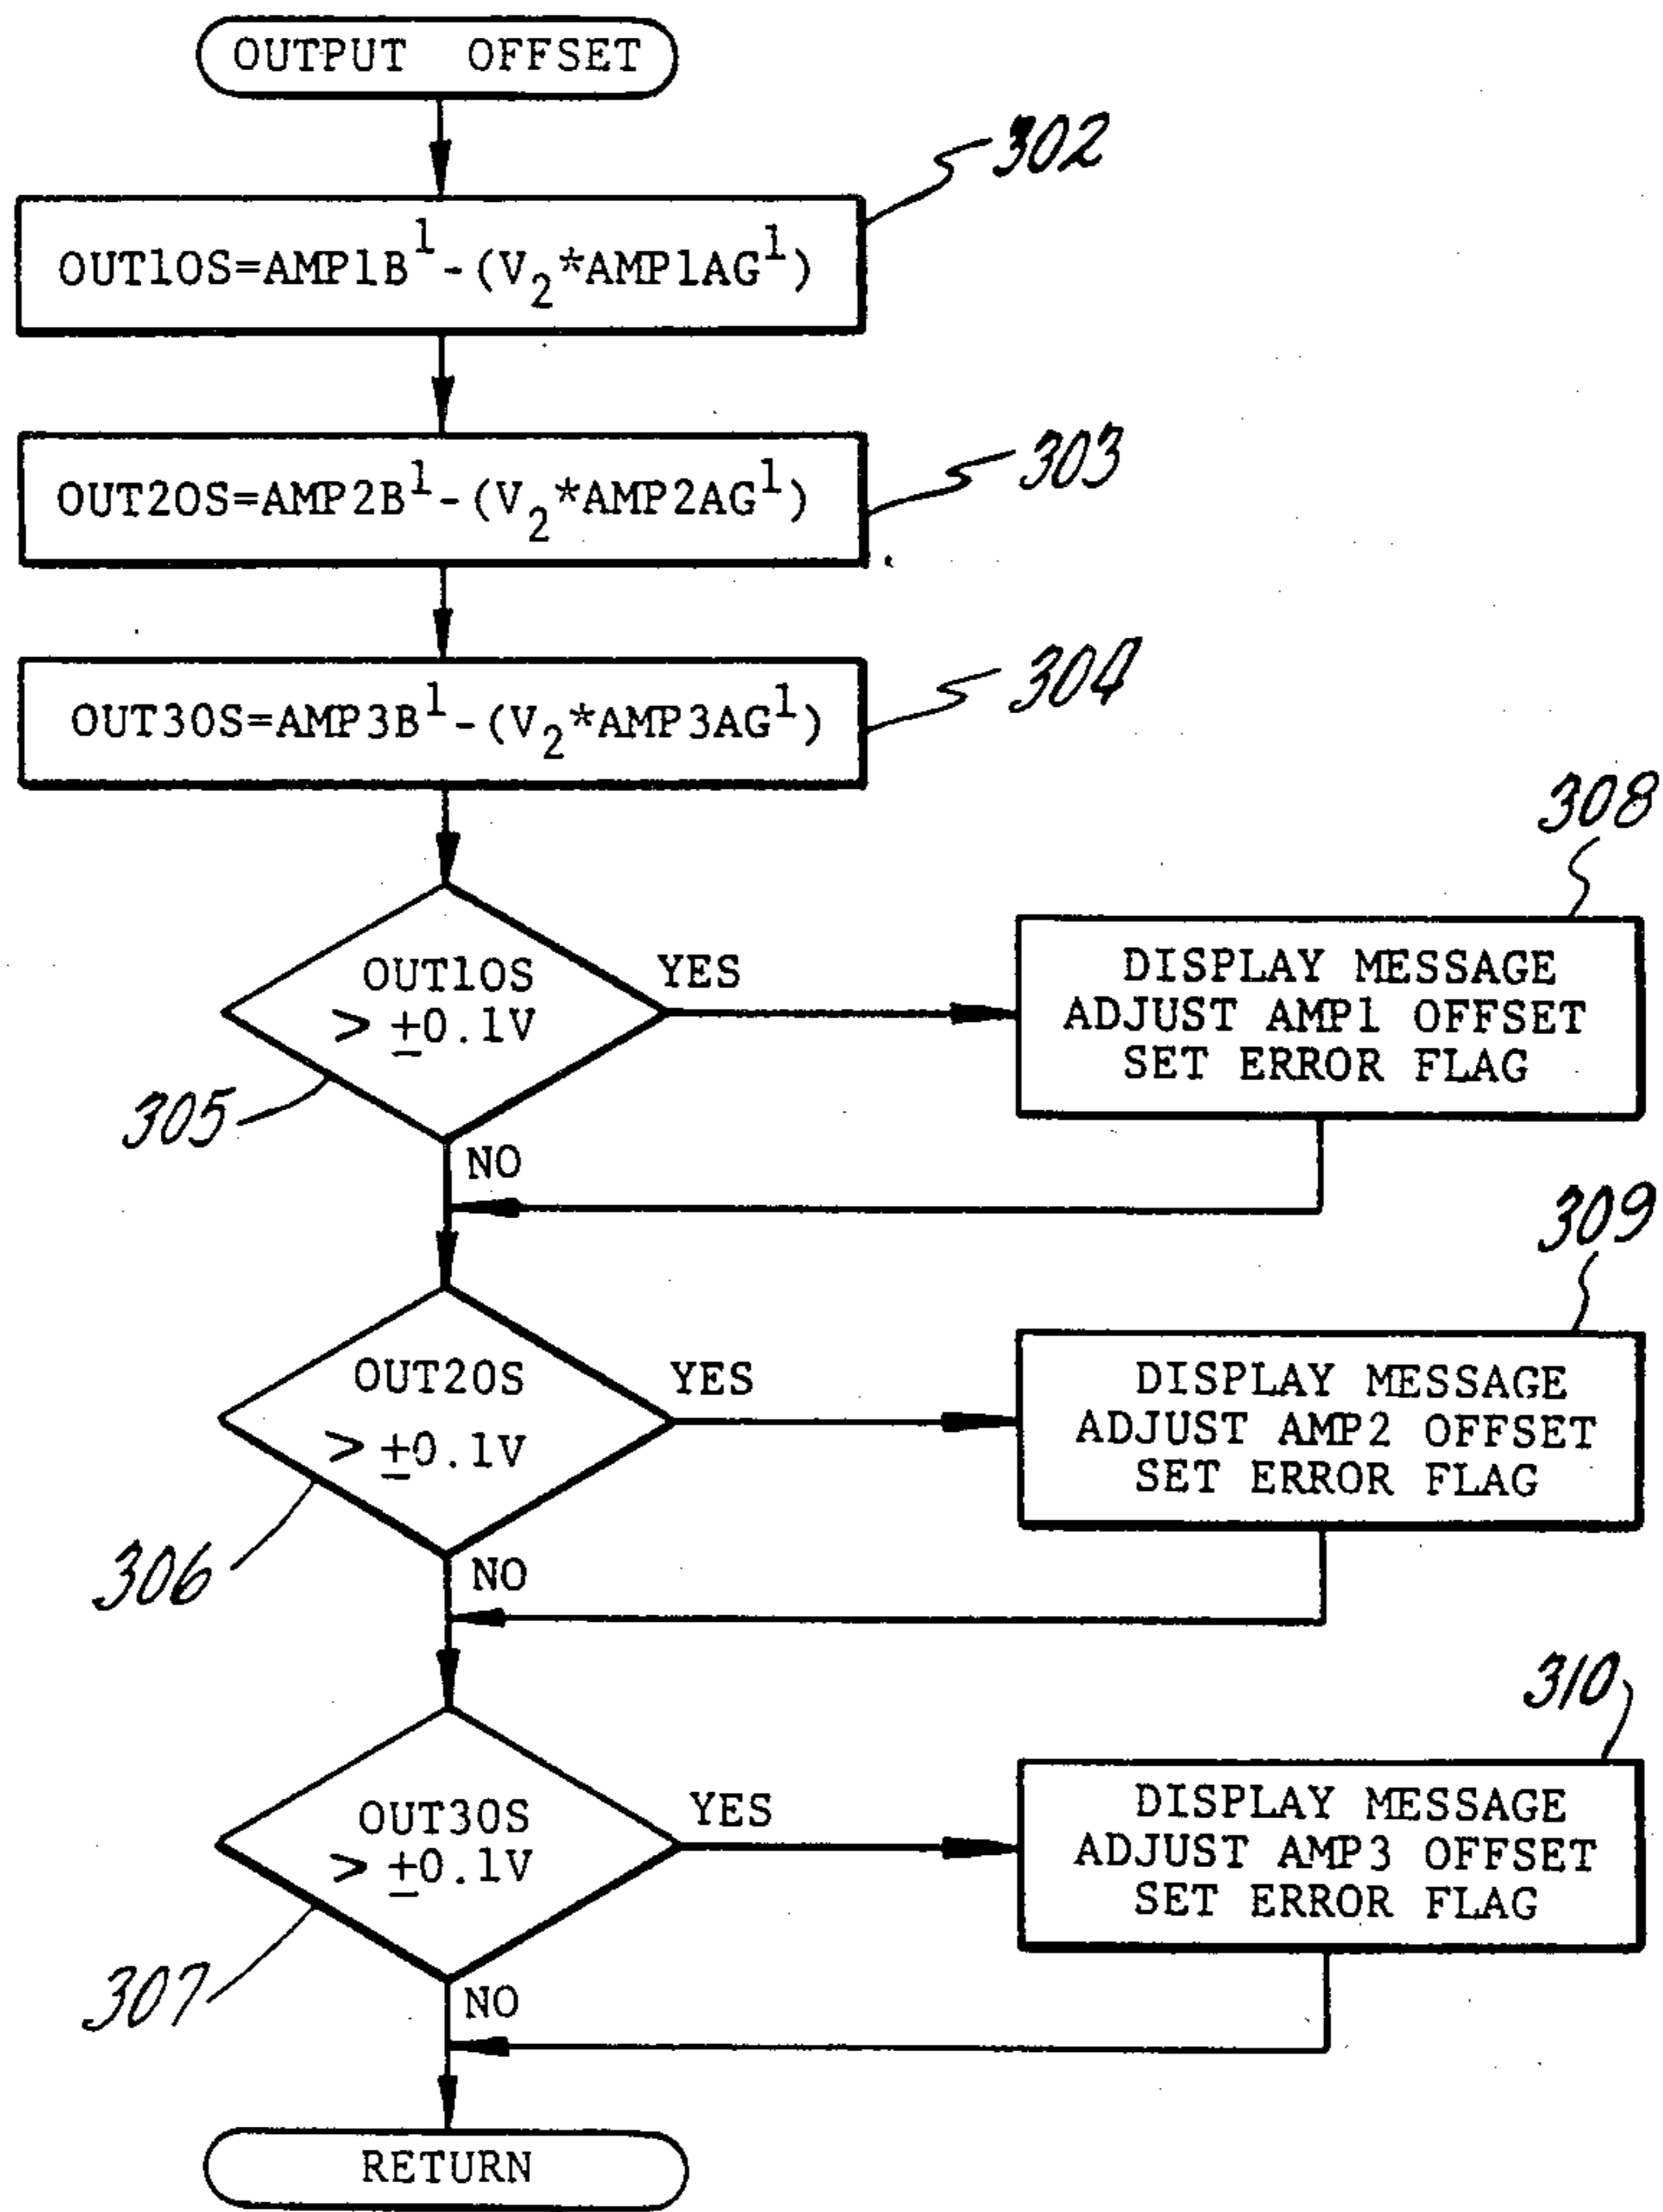 OUTPUT OFFSET
302
OUT1OS=AMP1B¹-(V₂*AMP1AG¹)
303
OUT2OS=AMP2B¹-(V₂*AMP2AG¹)
304
OUT3OS=AMP3B¹-(V₂*AMP3AG¹)
308
OUT1OS
> ±0.1V
YES
DISPLAY MESSAGE
ADJUST AMP1 OFFSET
SET ERROR FLAG
305
NO
309
OUT2OS
> ±0.1V
YES
DISPLAY MESSAGE
ADJUST AMP2 OFFSET
SET ERROR FLAG
306
NO
310
OUT3OS
> ±0.1V
YES
DISPLAY MESSAGE
ADJUST AMP3 OFFSET
SET ERROR FLAG
307
NO
RETURN